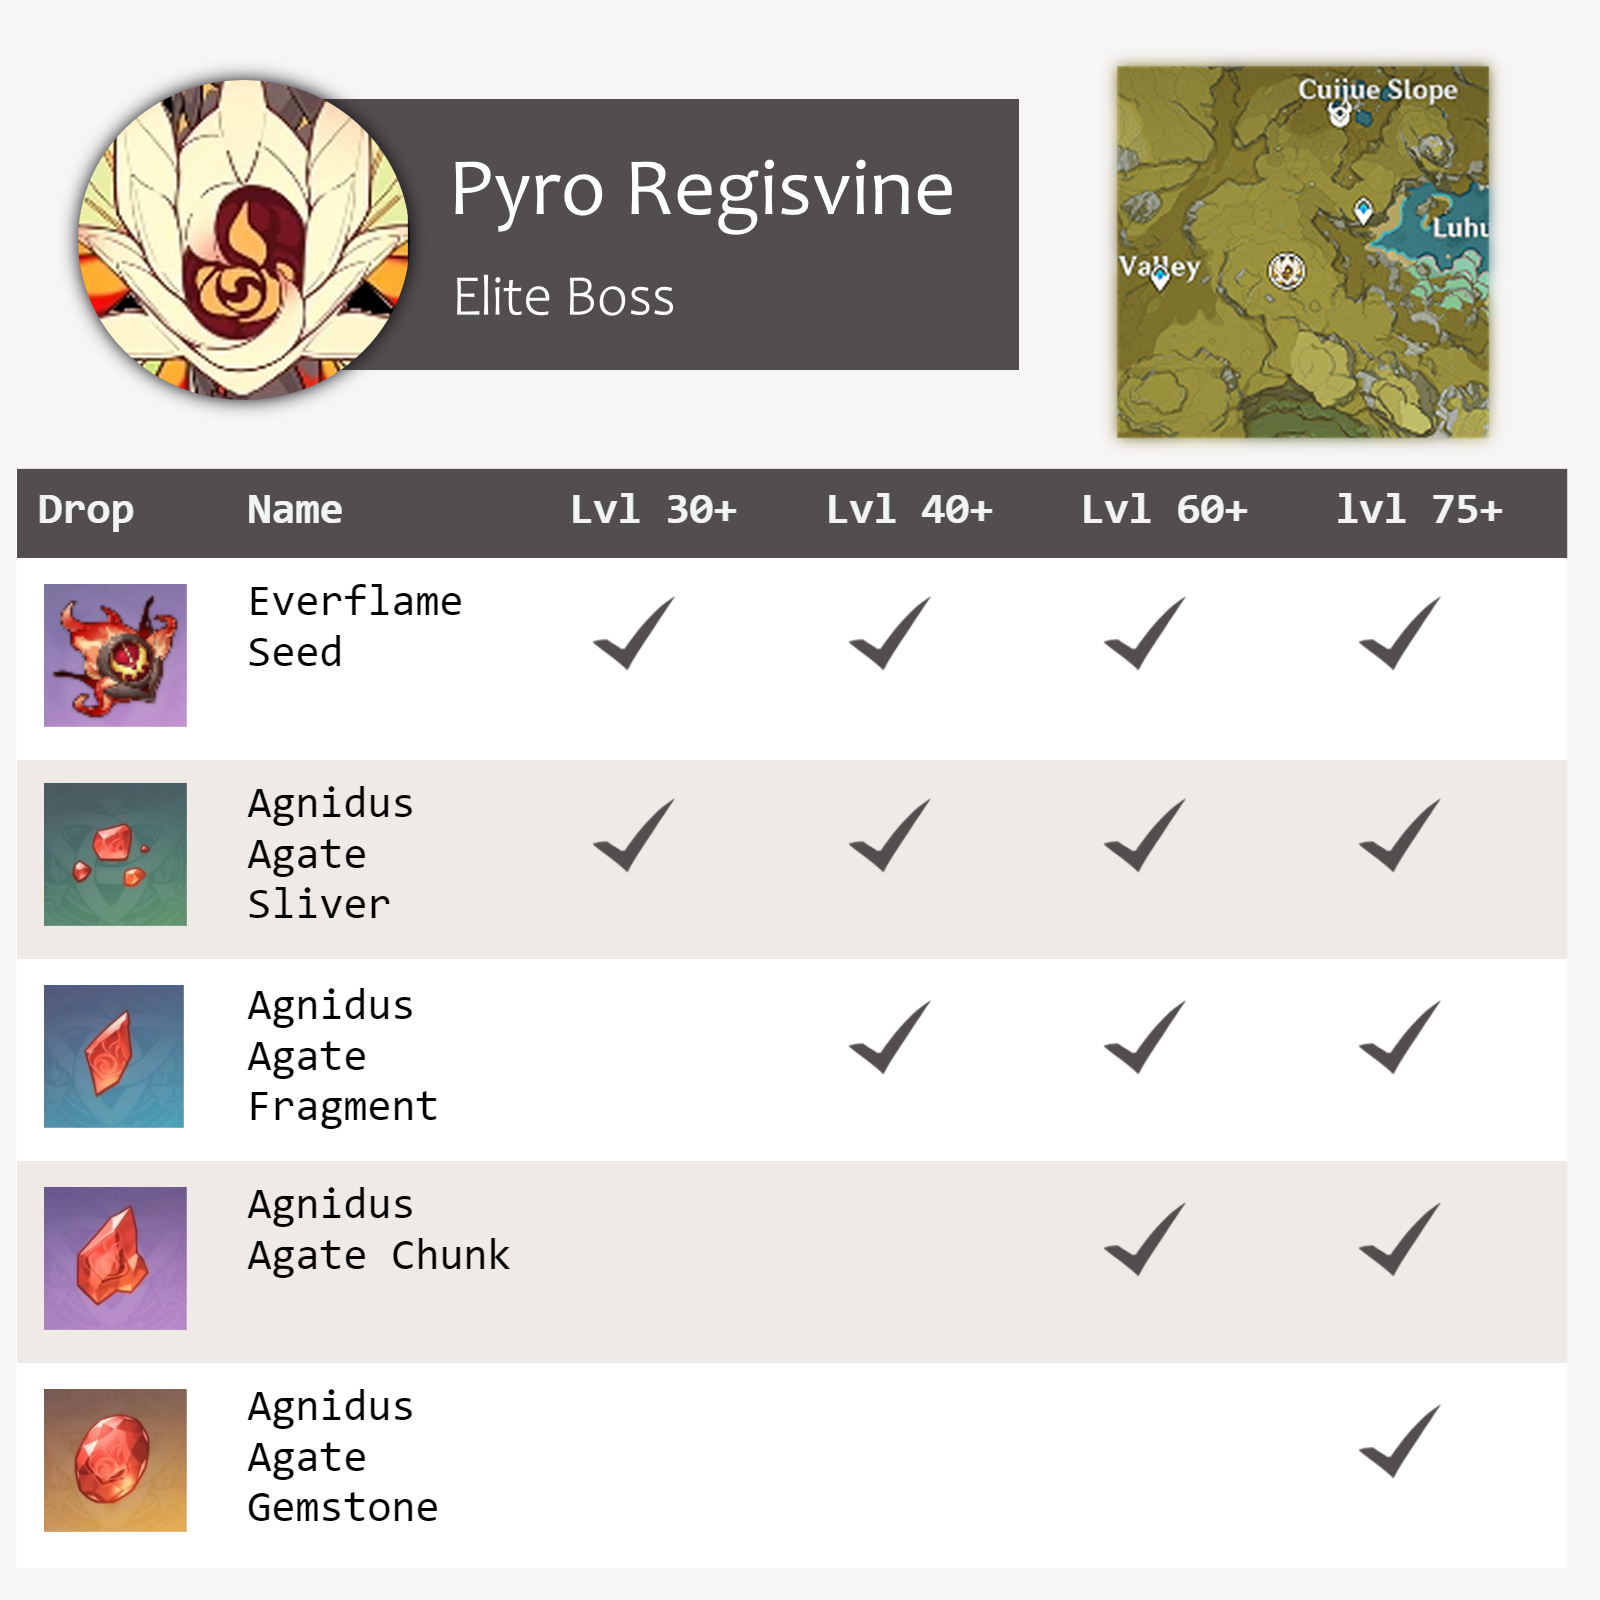 Pyro Regisvine
Elite Boss
Cuijue Slope
Luhu
Valley
Drop Name Lvl 30+ Lvl 40+ Lvl 60+ lvl 75+
Everflame
Seed
Agnidus
Agate
Sliver
Agnidus
Agate
Fragment
Agnidus
Agate Chunk
Agnidus
Agate
Gemstone